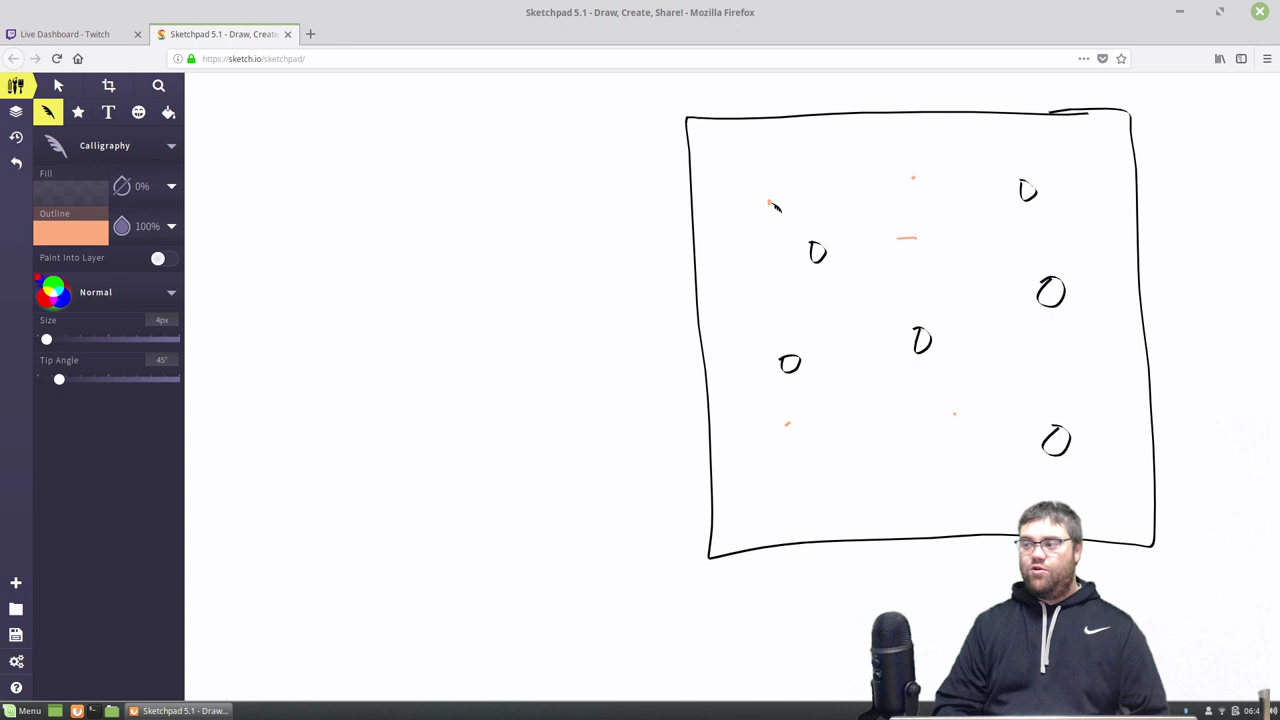 Sketchpad 5.1 - Draw, Create, Share! - Mozilla Firefox
Live Dashboard - Twitch
Sketchpad 5.1 - Draw, Create
https://sketch.io/sketchpad/
T
Calligraphy
Fill
0%
Outline
100%
Paint Into Layer
Normal
Size
4px
Tip Angle
45°
Menu
Sketchpad 5.1 - Draw...
06:4